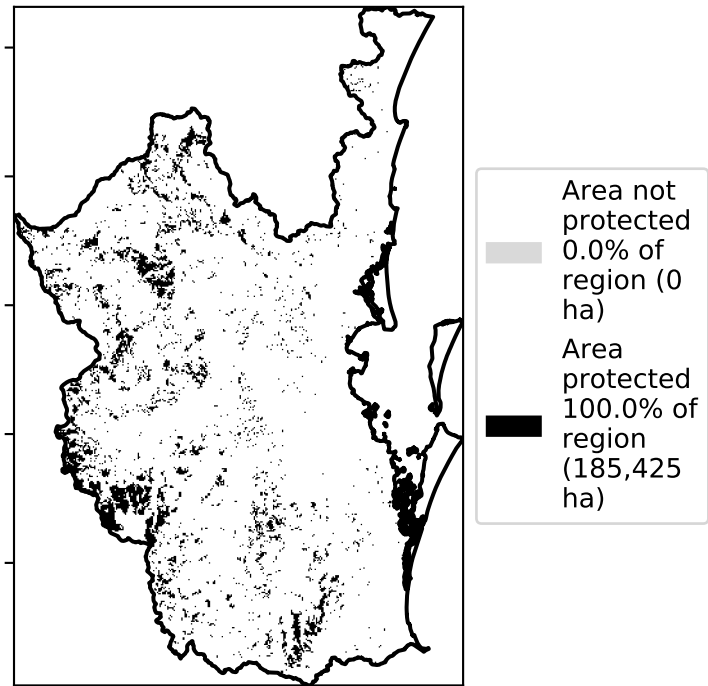 Area not
protected
0.0% of
region (0
ha)
Area
protected
100.0% of
region
(185,425
ha)